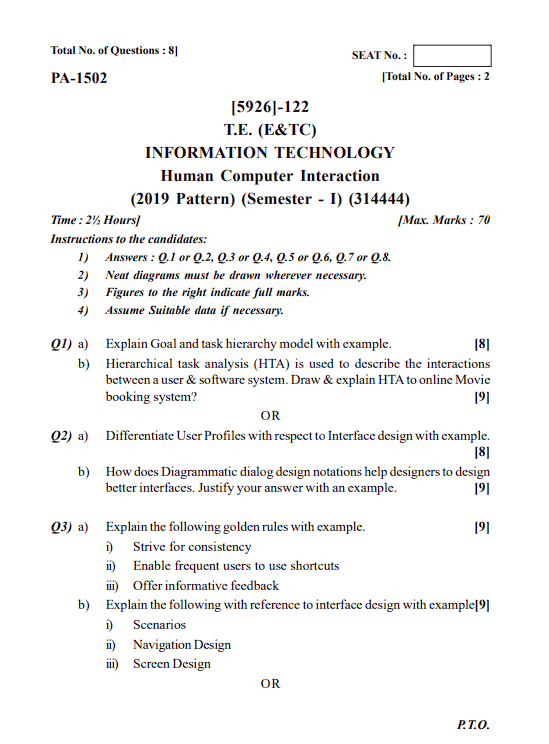 Total No. of Questions : 8]
SEAT No. :
PA-1502
[Total No. of Pages : 2
[5926]-122
T.E. (E&TC)
INFORMATION TECHNOLOGY
Human Computer Interaction
(2019 Pattern) (Semester - I) (314444)
Time : 2½ Hours]
[Max. Marks : 70
Instructions to the candidates:
1) Answers : Q.1 or Q.2, Q.3 or Q.4, Q.5 or Q.6, Q.7 or Q.8.
2) Neat diagrams must be drawn wherever necessary.
3) Figures to the right indicate full marks.
4) Assume Suitable data if necessary.
Q1) a) Explain Goal and task hierarchy model with example. [8]
b) Hierarchical task analysis (HTA) is used to describe the interactions
between a user & software system. Draw & explain HTA to online Movie
booking system? [9]
OR
Q2) a) Differentiate User Profiles with respect to Interface design with example.
[8]
b) How does Diagrammatic dialog design notations help designers to design
better interfaces. Justify your answer with an example. [9]
Q3) a) Explain the following golden rules with example. [9]
i) Strive for consistency
ii) Enable frequent users to use shortcuts
iii) Offer informative feedback
b) Explain the following with reference to interface design with example[9]
i) Scenarios
ii) Navigation Design
iii) Screen Design
OR
P.T.O.